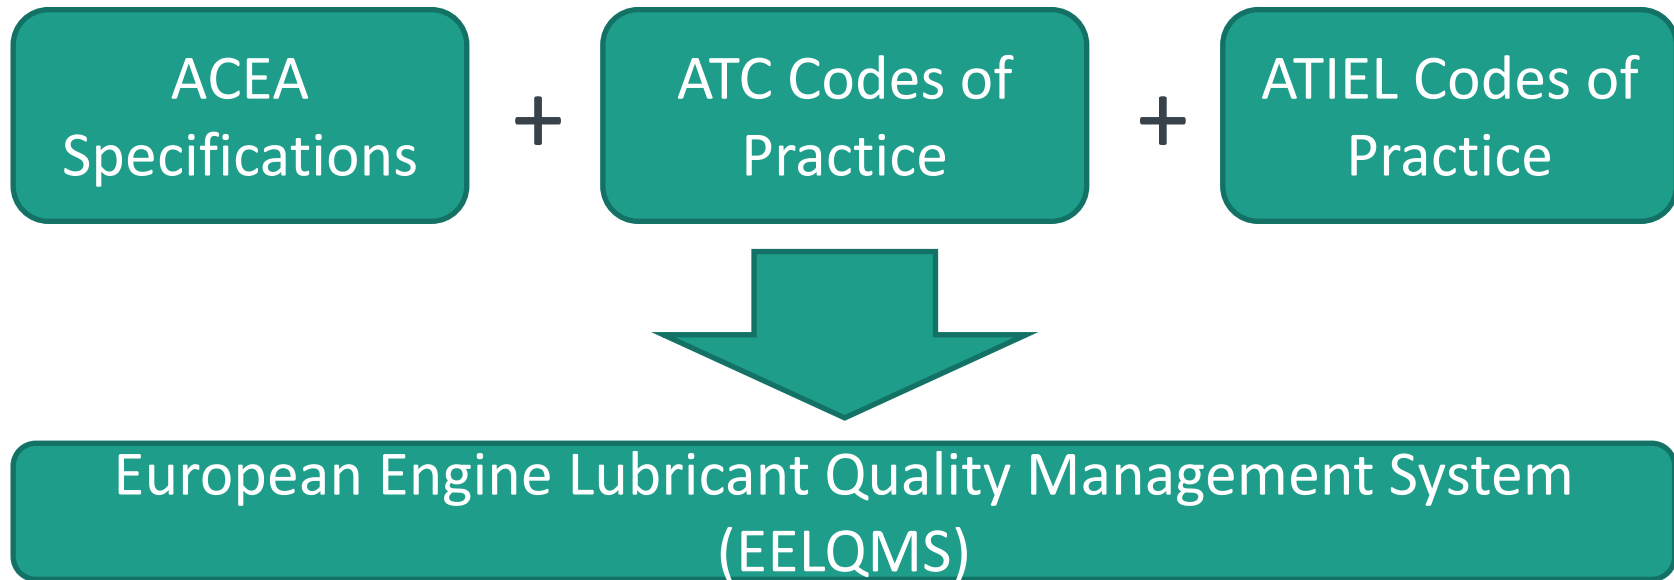 ACEA
Specifications
+
ATC Codes of
Practice
+
ATIEL Codes of
Practice
European Engine Lubricant Quality Management System
(EELQMS)